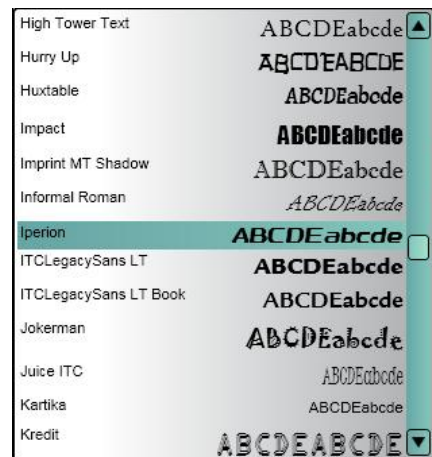 High Tower Text ABCDEabcde
Hurry Up ABCDEABCDE
Huxtable ABCDEabcde
Impact ABCDEabcde
Imprint MT Shadow ABCDEabcde
Informal Roman ABCDEabcde
Iperion ABCDEabcde
ITCLegacySans LT ABCDEabcde
ITCLegacySans LT Book ABCDEabcde
Jokerman ABCDEabcde
Juice ITC ABCDEabcde
Kartika ABCDEabcde
Kredit ABCDEABCDE